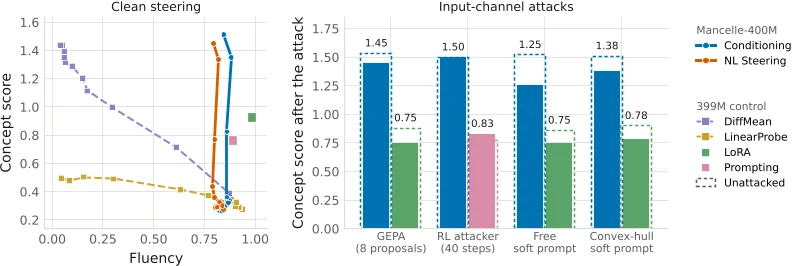 Clean steering
Concept score
1.6
1.4
1.2
1.0
0.8
0.6
0.4
0.2
0.00
0.25
0.50
0.75
1.00
Fluency
Input-channel attacks
Concept score after the attack
1.75
1.50
1.25
1.00
0.75
0.50
0.25
0.00
1.45
0.75
1.50
0.83
1.25
0.75
1.38
0.78
GEPA
(8 proposals)
RL attacker
(40 steps)
Free
soft prompt
Convex-hull
soft prompt
Mancelle-400M
Conditioning
NL Steering
399M control
DiffMean
LinearProbe
LoRA
Prompting
Unattacked